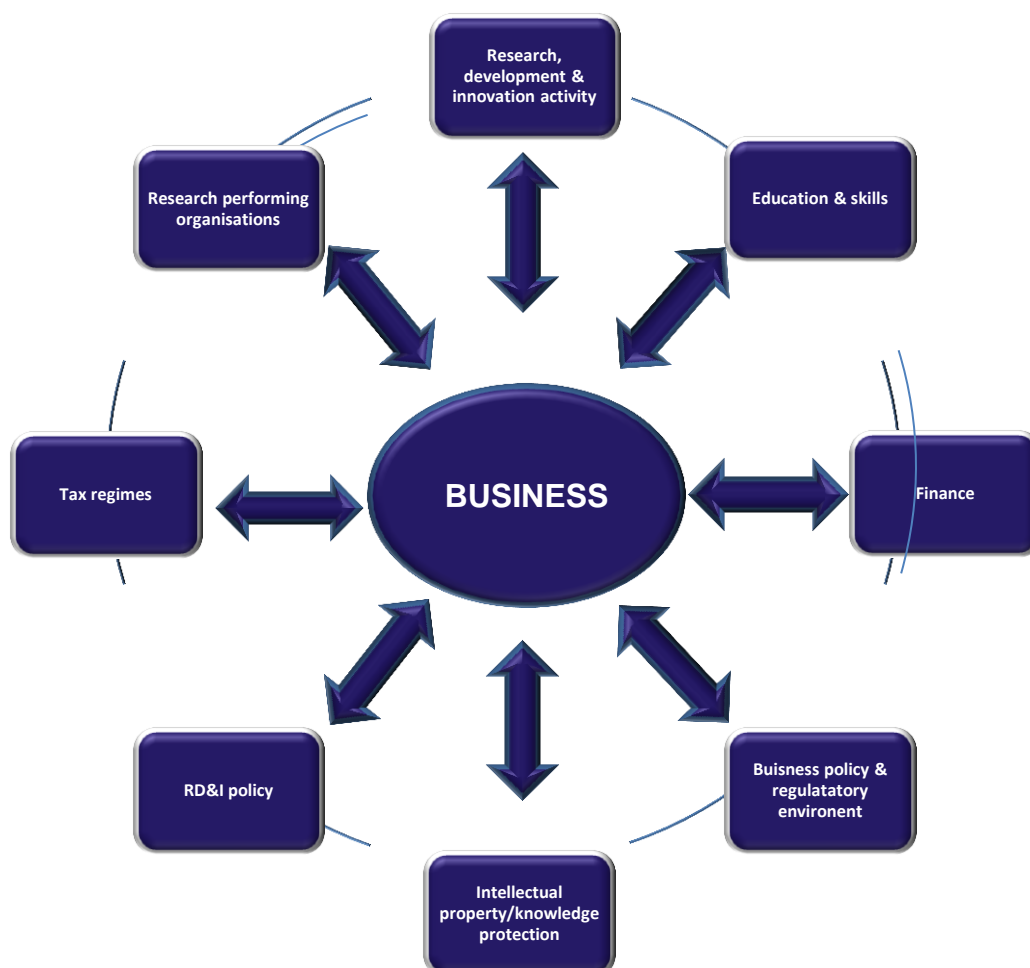 Research,
development &
innovation activity
Research performing
organisations
Education & skills
Tax regimes
BUSINESS
Finance
RD&I policy
Buisness policy &
regulatatory
environent
Intellectual
property/knowledge
protection